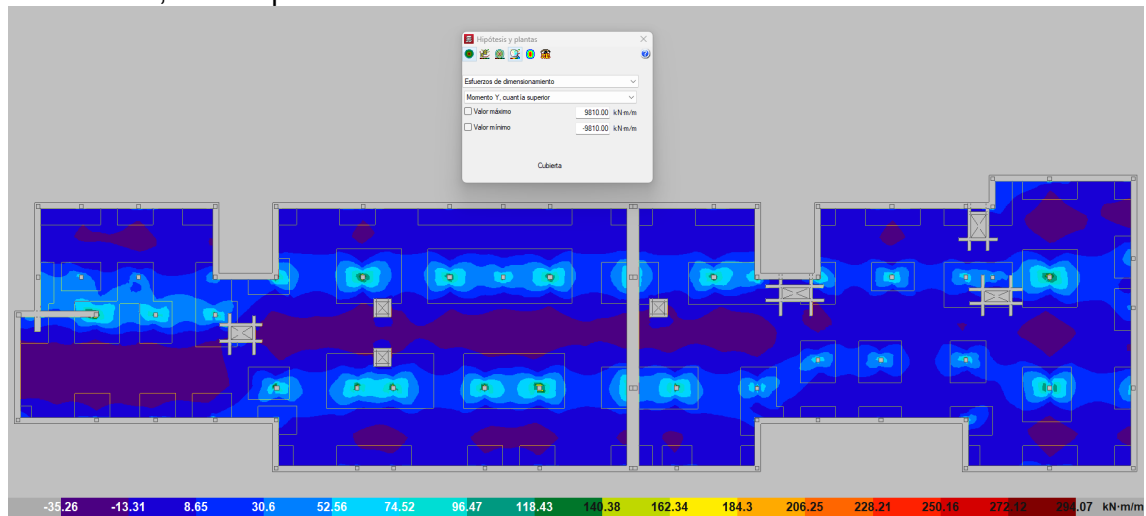 Hipótesis y plantas
Esfuerzos de dimensionamiento
Momento Y, cuantía superior
Valor máximo 9810.00 kN·m/m
Valor mínimo -9810.00 kN·m/m
Cubierta
-35.26 -13.31 8.65 30.6 52.56 74.52 96.47 118.43 140.38 162.34 184.3 206.25 228.21 250.16 272.12 294.07 kN·m/m